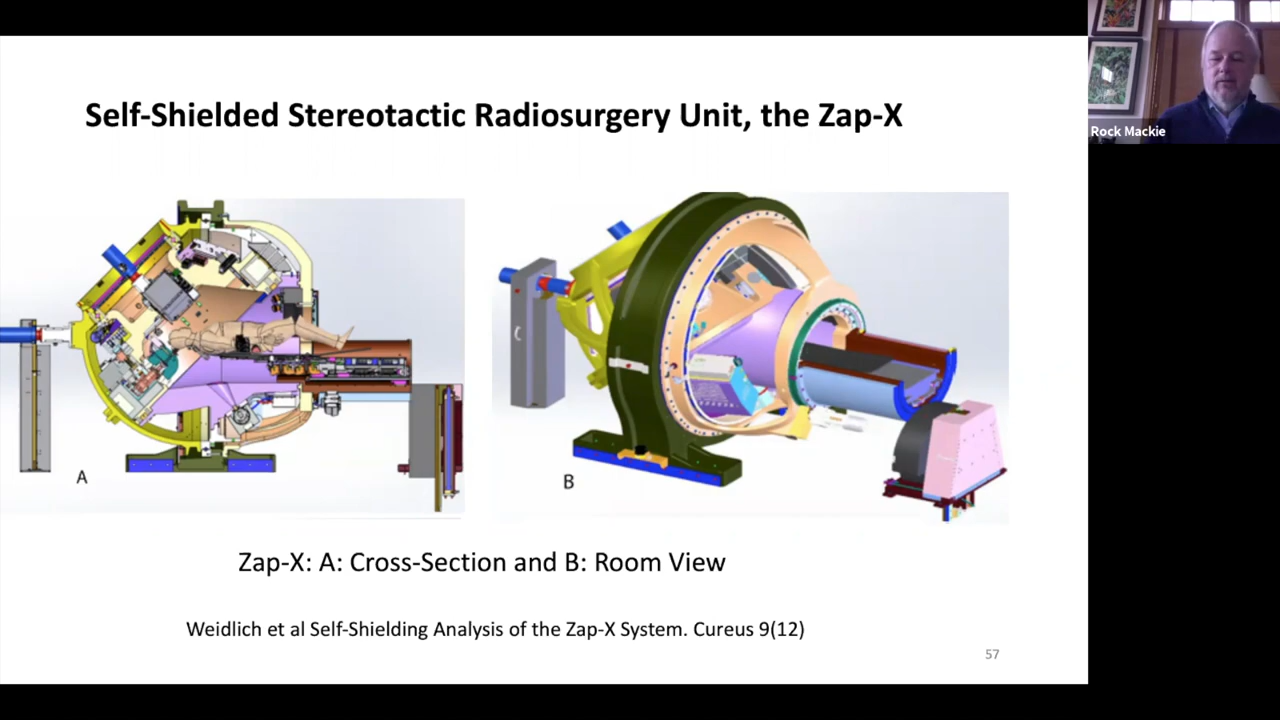 Self-Shielded Stereotactic Radiosurgery Unit, the Zap-X
Rock Mackie
A
B
Zap-X: A: Cross-Section and B: Room View
Weidlich et al Self-Shielding Analysis of the Zap-X System. Cureus 9(12)
57